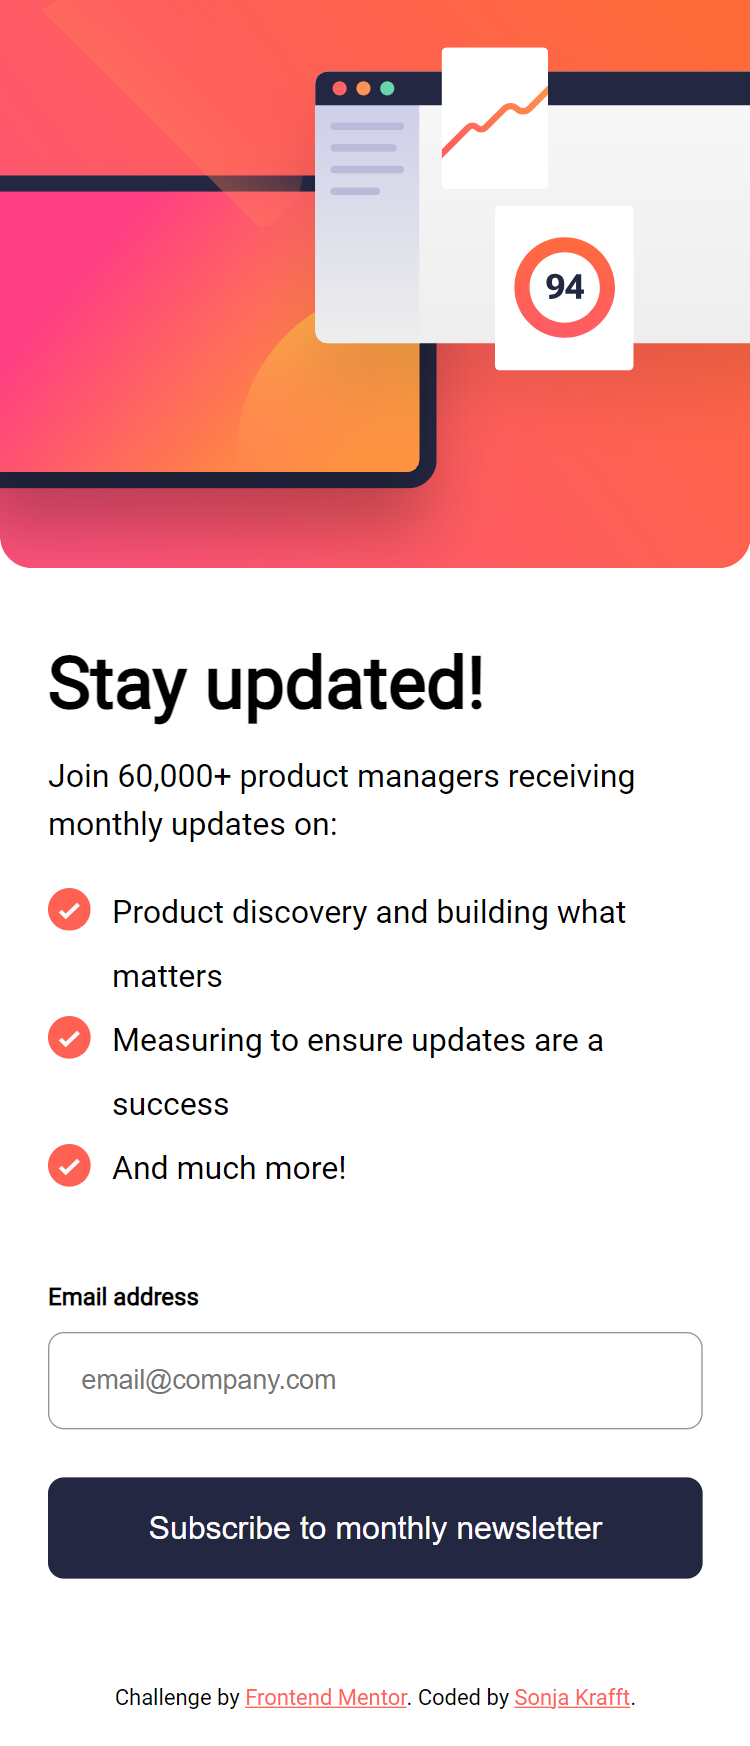 94
Stay updated!
Join 60,000+ product managers receiving
monthly updates on:
Product discovery and building what
matters
Measuring to ensure updates are a
success
And much more!
Email address
email@company.com
Subscribe to monthly newsletter
Challenge by Frontend Mentor. Coded by Sonja Krafft.